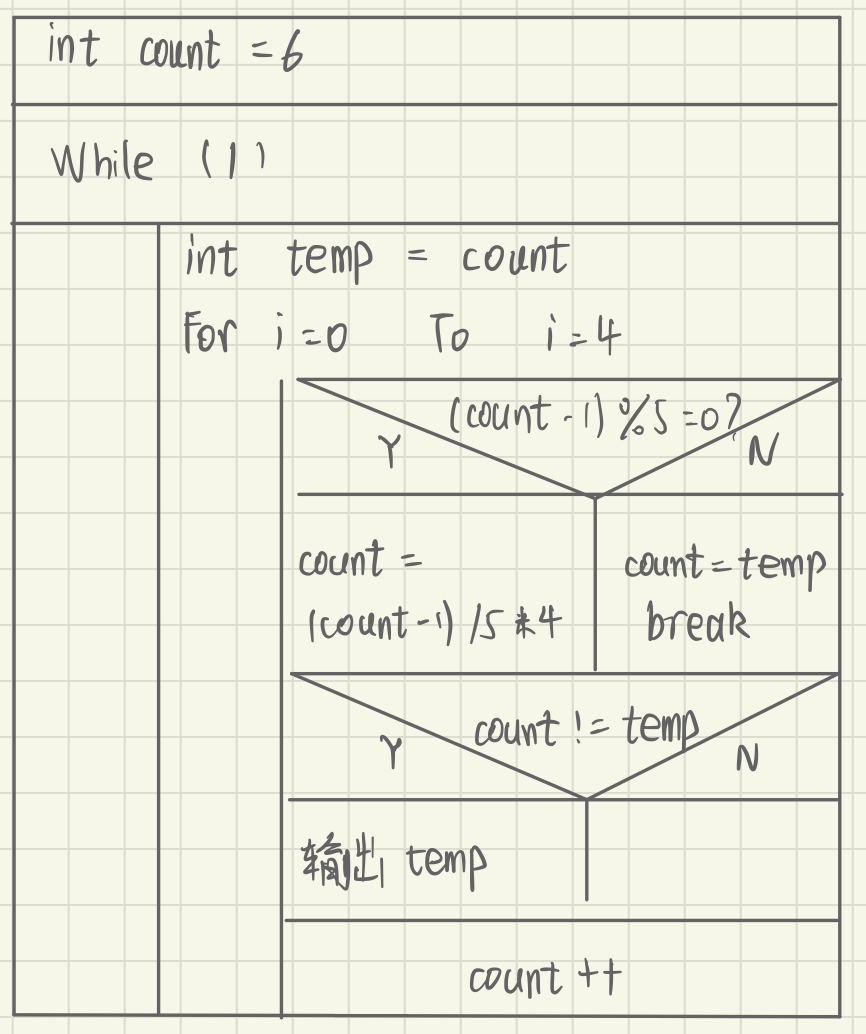 int count = 6
While (1)
int temp = count
For i = 0 To i = 4
(count - 1) % 5 = 0?
Y
N
count =
(count - 1) / 5 * 4
count = temp
break
count != temp
Y
N
输出 temp
count ++